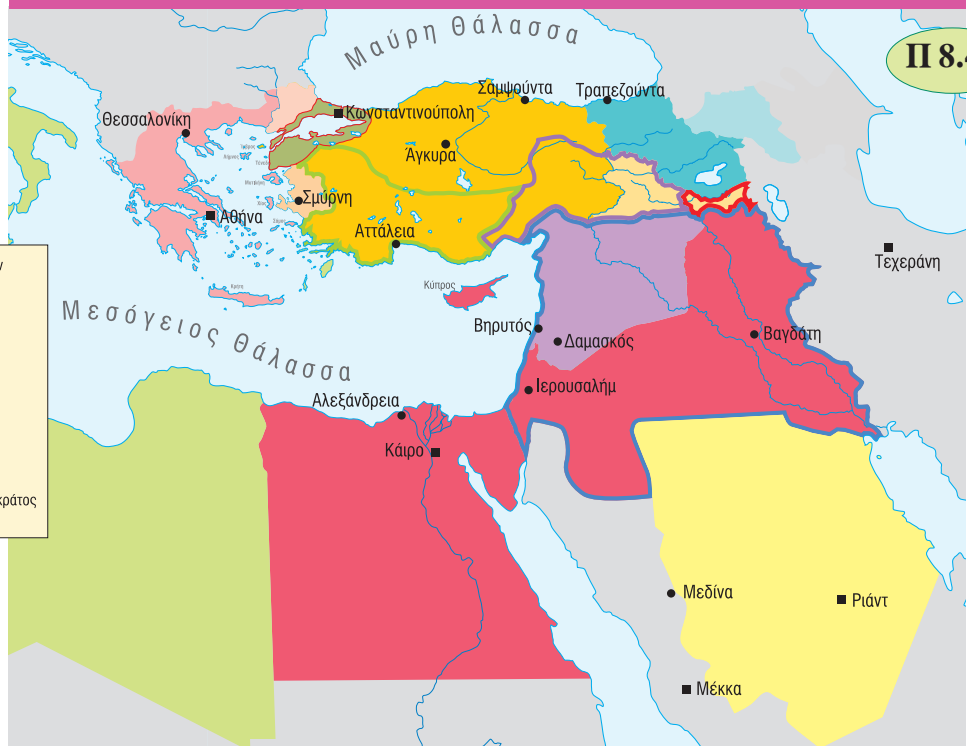 Μαύρη Θάλασσα
Π 8.
Σαμψούντα
Τραπεζούντα
Κωνσταντινούπολη
Θεσσαλονίκη
Άγκυρα
Σμύρνη
Αθήνα
Αττάλεια
Τεχεράνη
Κύπρος
Κρήτη
Μεσόγειος Θάλασσα
Βηρυτός
Δαμασκός
Βαγδάτη
Ιερουσαλήμ
Αλεξάνδρεια
Κάιρο
κράτος
Μεδίνα
Ριάντ
Μέκκα